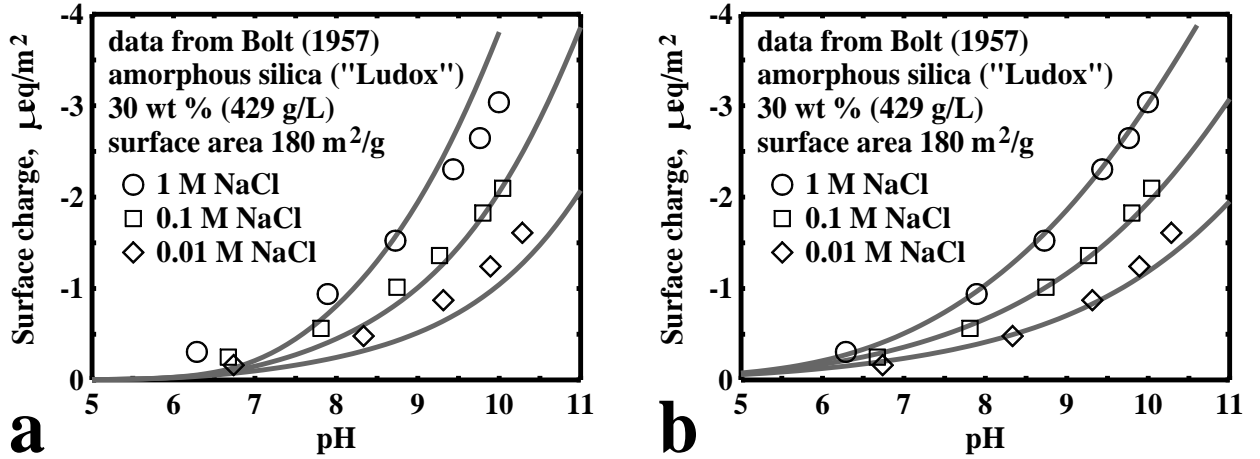 -4
-3
-2
-1
0
Surface charge, μeq/m²
data from Bolt (1957)
amorphous silica ("Ludox")
30 wt % (429 g/L)
surface area 180 m²/g
1 M NaCl
0.1 M NaCl
0.01 M NaCl
5 6 7 8 9 10 11
pH
a
-4
-3
-2
-1
0
Surface charge, μeq/m²
data from Bolt (1957)
amorphous silica ("Ludox")
30 wt % (429 g/L)
surface area 180 m²/g
1 M NaCl
0.1 M NaCl
0.01 M NaCl
5 6 7 8 9 10 11
pH
b